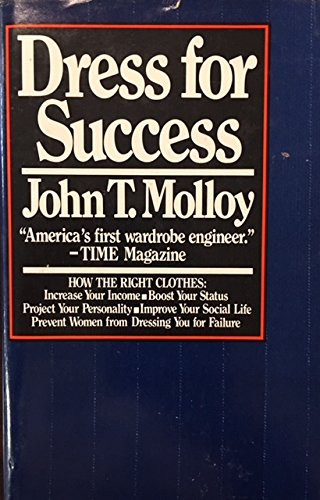 Dress for
Success
John T. Molloy
“America’s first wardrobe engineer.”
–TIME Magazine
HOW THE RIGHT CLOTHES:
Increase Your Income■Boost Your Status
Project Your Personality■Improve Your Social Life
Prevent Women from Dressing You for Failure